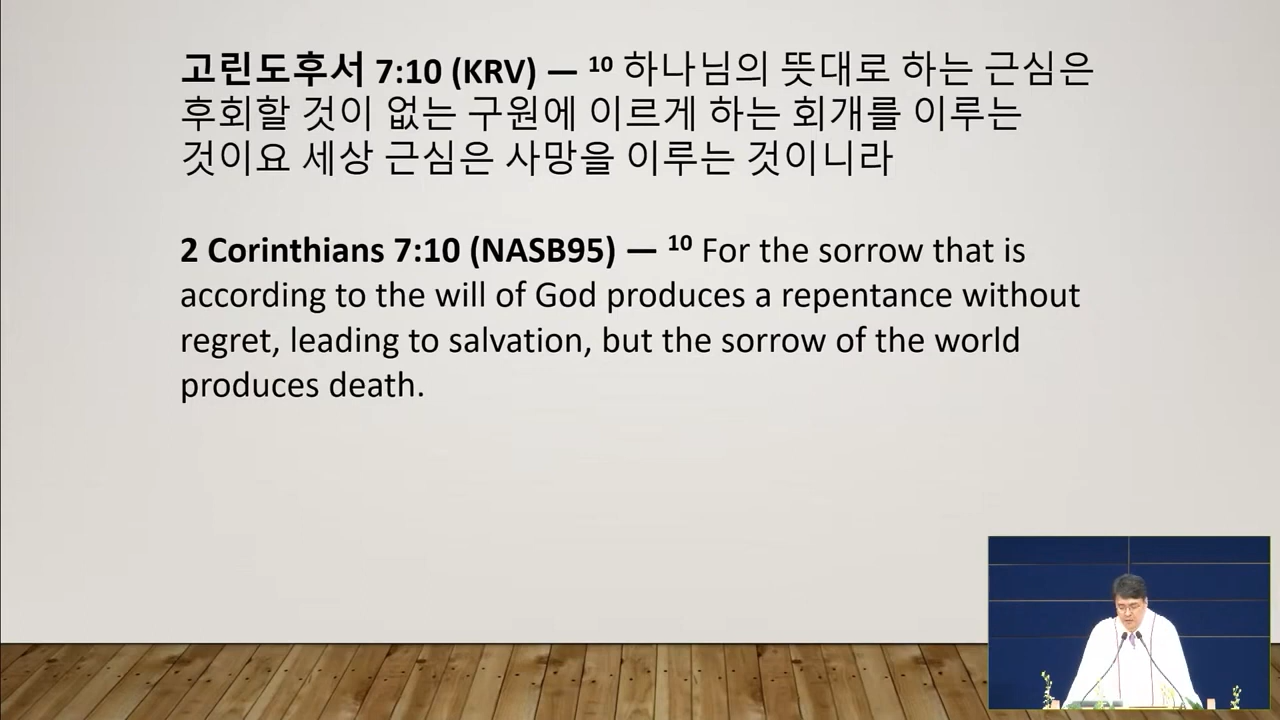 고린도후서 7:10 (KRV) — ¹⁰ 하나님의 뜻대로 하는 근심은
후회할 것이 없는 구원에 이르게 하는 회개를 이루는
것이요 세상 근심은 사망을 이루는 것이니라
2 Corinthians 7:10 (NASB95) — ¹⁰ For the sorrow that is
according to the will of God produces a repentance without
regret, leading to salvation, but the sorrow of the world
produces death.